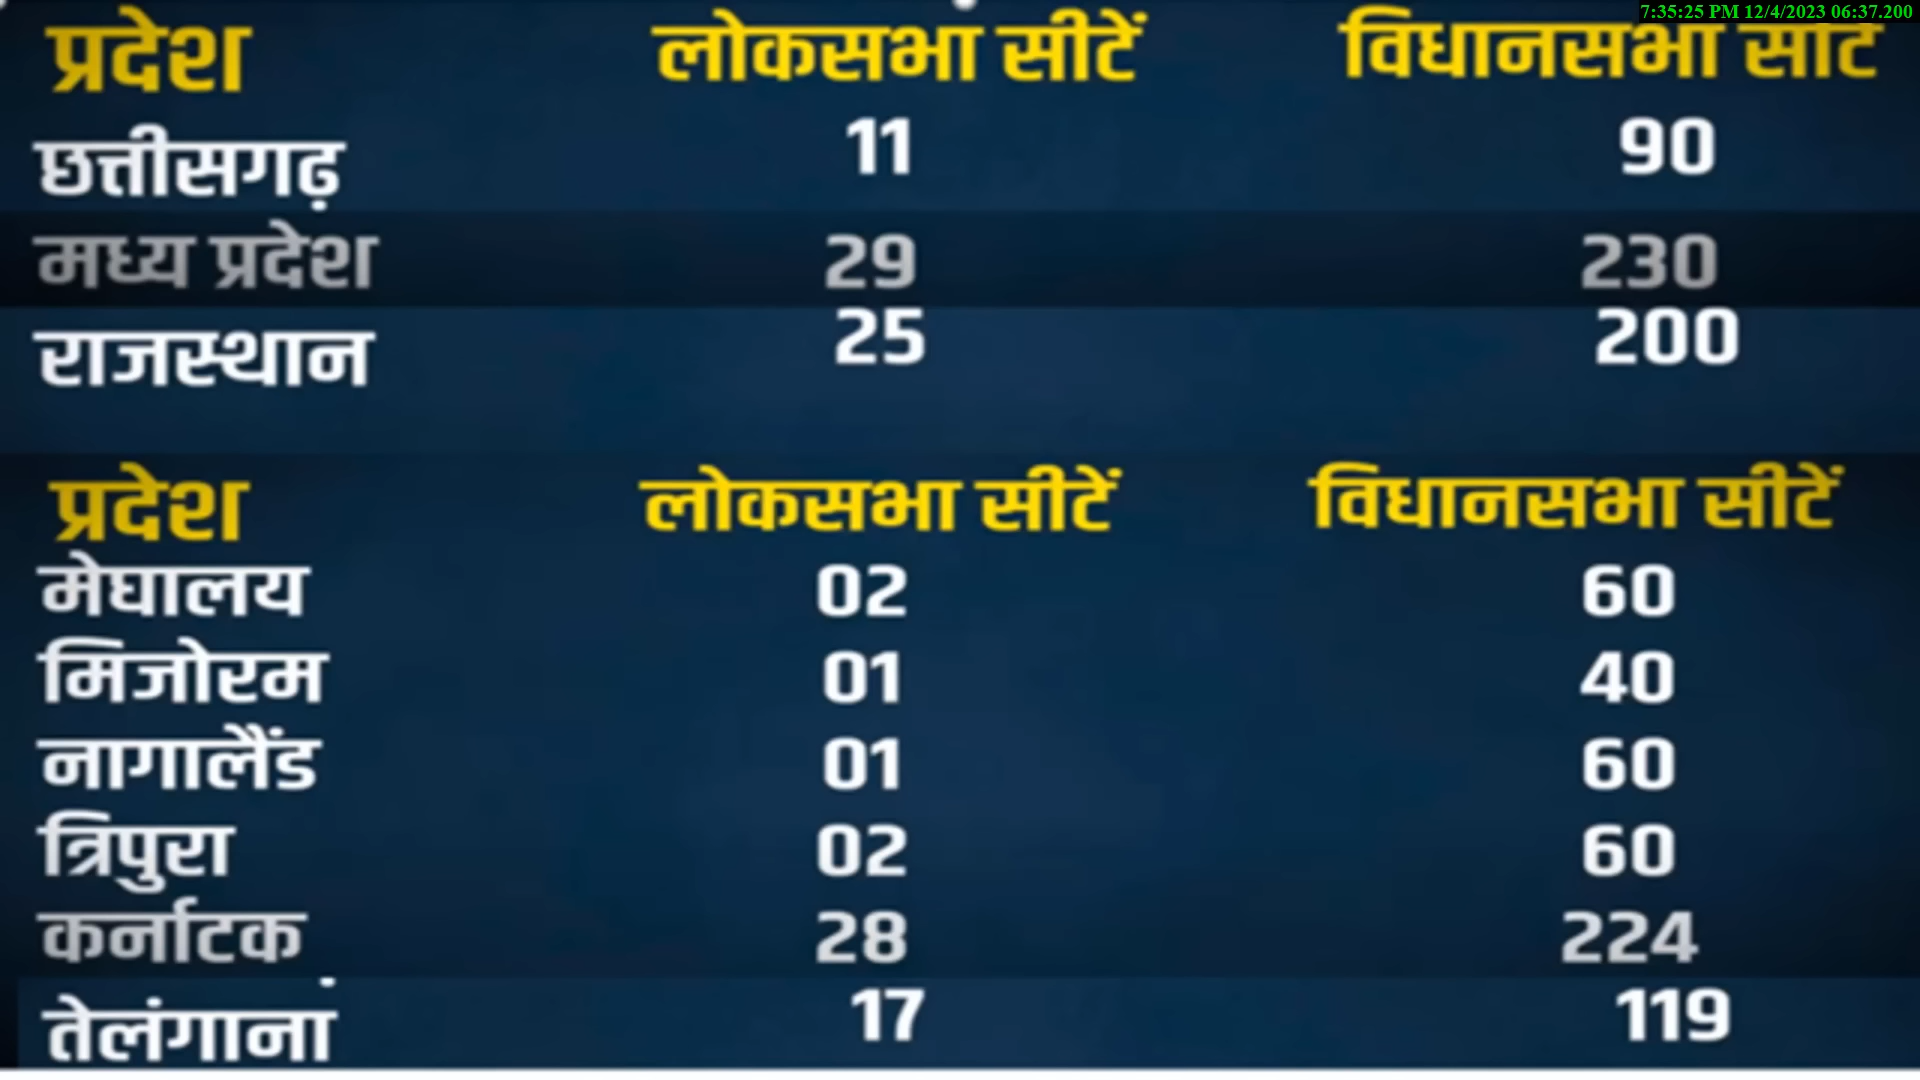 7:35:25 PM 12/4/2023 06:37.200
प्रदेश लोकसभा सीटें विधानसभा सीटें
छत्तीसगढ़ 11 90
मध्य प्रदेश 29 230
राजस्थान 25 200
प्रदेश लोकसभा सीटें विधानसभा सीटें
मेघालय 02 60
मिजोरम 01 40
नागालैंड 01 60
त्रिपुरा 02 60
कर्नाटक 28 224
तेलंगाना 17 119